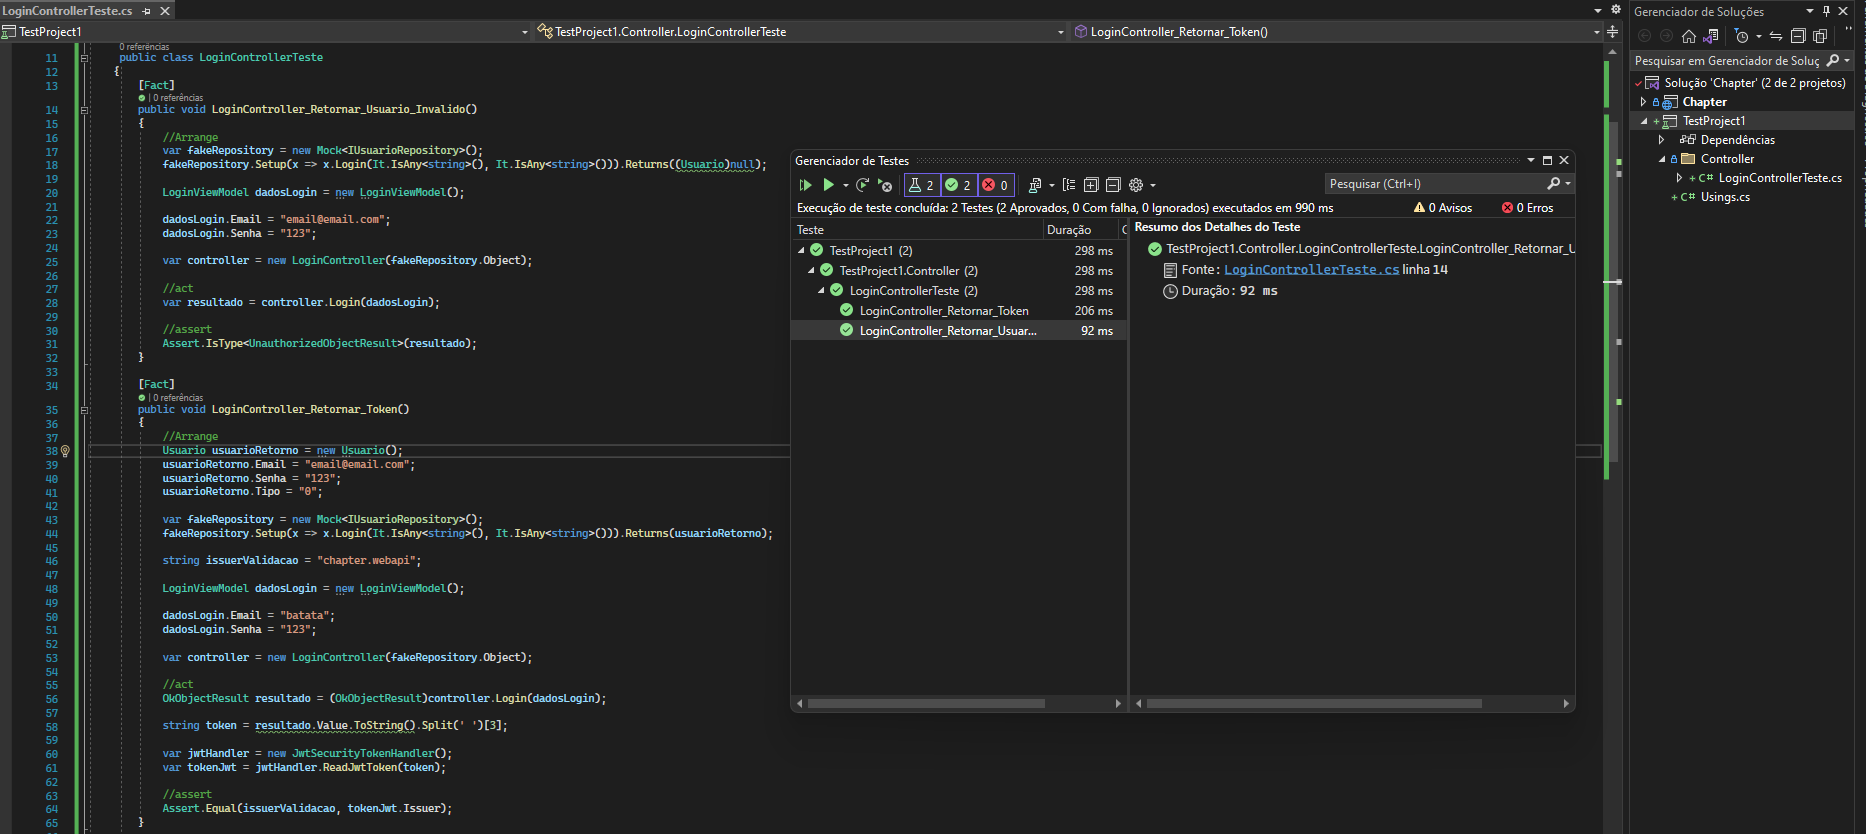 LoginControllerTeste.cs
TestProject1
TestProject1.Controller.LoginControllerTeste
LoginController_Retornar_Token()
0 referências
11 public class LoginControllerTeste
12 {
13 [Fact]
0 referências
14 public void LoginController_Retornar_Usuario_Invalido()
15 {
16 //Arrange
17 var fakeRepository = new Mock<IUsuarioRepository>();
18 fakeRepository.Setup(x => x.Login(It.IsAny<string>(), It.IsAny<string>())).Returns((Usuario)null);
19
20 LoginViewModel dadosLogin = new LoginViewModel();
21
22 dadosLogin.Email = "email@email.com";
23 dadosLogin.Senha = "123";
24
25 var controller = new LoginController(fakeRepository.Object);
26
27 //act
28 var resultado = controller.Login(dadosLogin);
29
30 //assert
31 Assert.IsType<UnauthorizedObjectResult>(resultado);
32 }
33
34 [Fact]
0 referências
35 public void LoginController_Retornar_Token()
36 {
37 //Arrange
38 Usuario usuarioRetorno = new Usuario();
39 usuarioRetorno.Email = "email@email.com";
40 usuarioRetorno.Senha = "123";
41 usuarioRetorno.Tipo = "0";
42
43 var fakeRepository = new Mock<IUsuarioRepository>();
44 fakeRepository.Setup(x => x.Login(It.IsAny<string>(), It.IsAny<string>())).Returns(usuarioRetorno);
45
46 string issuerValidacao = "chapter.webapi";
47
48 LoginViewModel dadosLogin = new LoginViewModel();
49
50 dadosLogin.Email = "batata";
51 dadosLogin.Senha = "123";
52
53 var controller = new LoginController(fakeRepository.Object);
54
55 //act
56 OkObjectResult resultado = (OkObjectResult)controller.Login(dadosLogin);
57
58 string token = resultado.Value.ToString().Split(' ')[3];
59
60 var jwtHandler = new JwtSecurityTokenHandler();
61 var tokenJwt = jwtHandler.ReadJwtToken(token);
62
63 //assert
64 Assert.Equal(issuerValidacao, tokenJwt.Issuer);
65 }
Gerenciador de Testes
2 2 0
Pesquisar (Ctrl+I)
Execução de teste concluída: 2 Testes (2 Aprovados, 0 Com falha, 0 Ignorados) executados em 990 ms
0 Avisos
0 Erros
Teste Duração C
TestProject1 (2) 298 ms
TestProject1.Controller (2) 298 ms
LoginControllerTeste (2) 298 ms
LoginController_Retornar_Token 206 ms
LoginController_Retornar_Usuar... 92 ms
Resumo dos Detalhes do Teste
TestProject1.Controller.LoginControllerTeste.LoginController_Retornar_U
Fonte: LoginControllerTeste.cs linha 14
Duração: 92 ms
Gerenciador de Soluções
Pesquisar em Gerenciador de Soluç
Solução 'Chapter' (2 de 2 projetos)
Chapter
TestProject1
Dependências
Controller
C# LoginControllerTeste.cs
C# Usings.cs